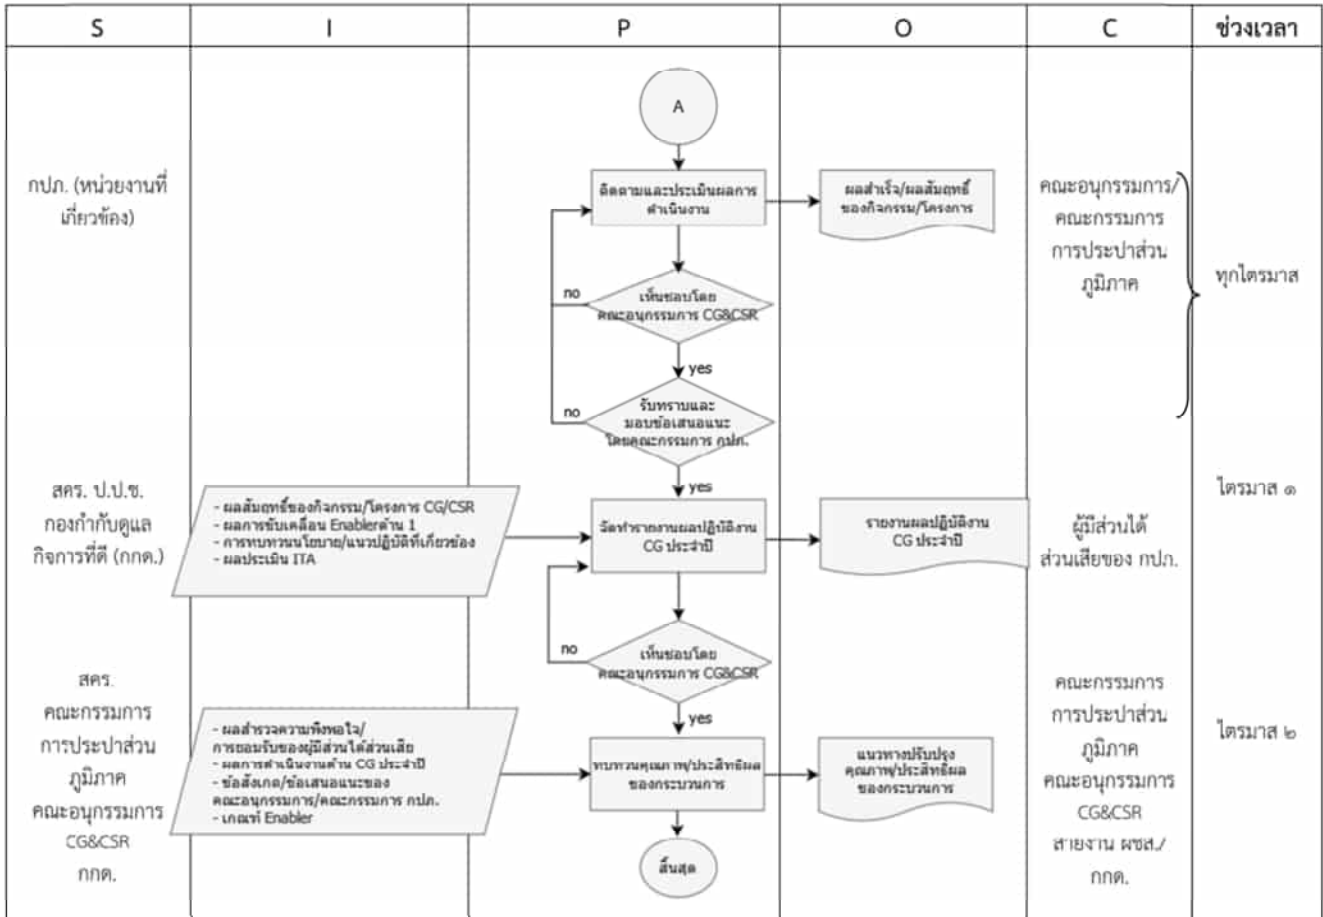 S
I
P
O
C
ช่วงเวลา
A
กปภ. (หน่วยงานที่
เกี่ยวข้อง)
ติดตามและประเมินผลการ
ดำเนินงาน
ผลสำเร็จ/ผลสัมฤทธิ์
ของกิจกรรม/โครงการ
คณะอนุกรรมการ/
คณะกรรมการ
การประปาส่วน
ภูมิภาค
ทุกไตรมาส
no
เห็นชอบโดย
คณะอนุกรรมการ CG&CSR
yes
no
รับทราบและ
มอบข้อเสนอแนะ
โดยคณะกรรมการ กปภ.
yes
สคร. ป.ป.ช.
กองกำกับดูแล
กิจการที่ดี (กกด.)
- ผลสัมฤทธิ์ของกิจกรรม/โครงการ CG/CSR
- ผลการขับเคลื่อน Enablerด้าน 1
- การทบทวนนโยบาย/แนวปฏิบัติที่เกี่ยวข้อง
- ผลประเมิน ITA
จัดทำรายงานผลปฏิบัติงาน
CG ประจำปี
รายงานผลปฏิบัติงาน
CG ประจำปี
ผู้มีส่วนได้
ส่วนเสียของ กปภ.
ไตรมาส ๑
no
เห็นชอบโดย
คณะอนุกรรมการ CG&CSR
yes
สคร.
คณะกรรมการ
การประปาส่วน
ภูมิภาค
คณะอนุกรรมการ
CG&CSR
กกด.
- ผลสำรวจความพึงพอใจ/
การยอมรับของผู้มีส่วนได้ส่วนเสีย
- ผลการดำเนินงานด้าน CG ประจำปี
- ข้อสังเกต/ข้อเสนอแนะของ
คณะอนุกรรมการ/คณะกรรมการ กปภ.
- เกณฑ์ Enabler
ทบทวนคุณภาพ/ประสิทธิผล
ของกระบวนการ
แนวทางปรับปรุง
คุณภาพ/ประสิทธิผล
ของกระบวนการ
คณะกรรมการ
การประปาส่วน
ภูมิภาค
คณะอนุกรรมการ
CG&CSR
สายงาน ผชส./
กกด.
ไตรมาส ๒
สิ้นสุด